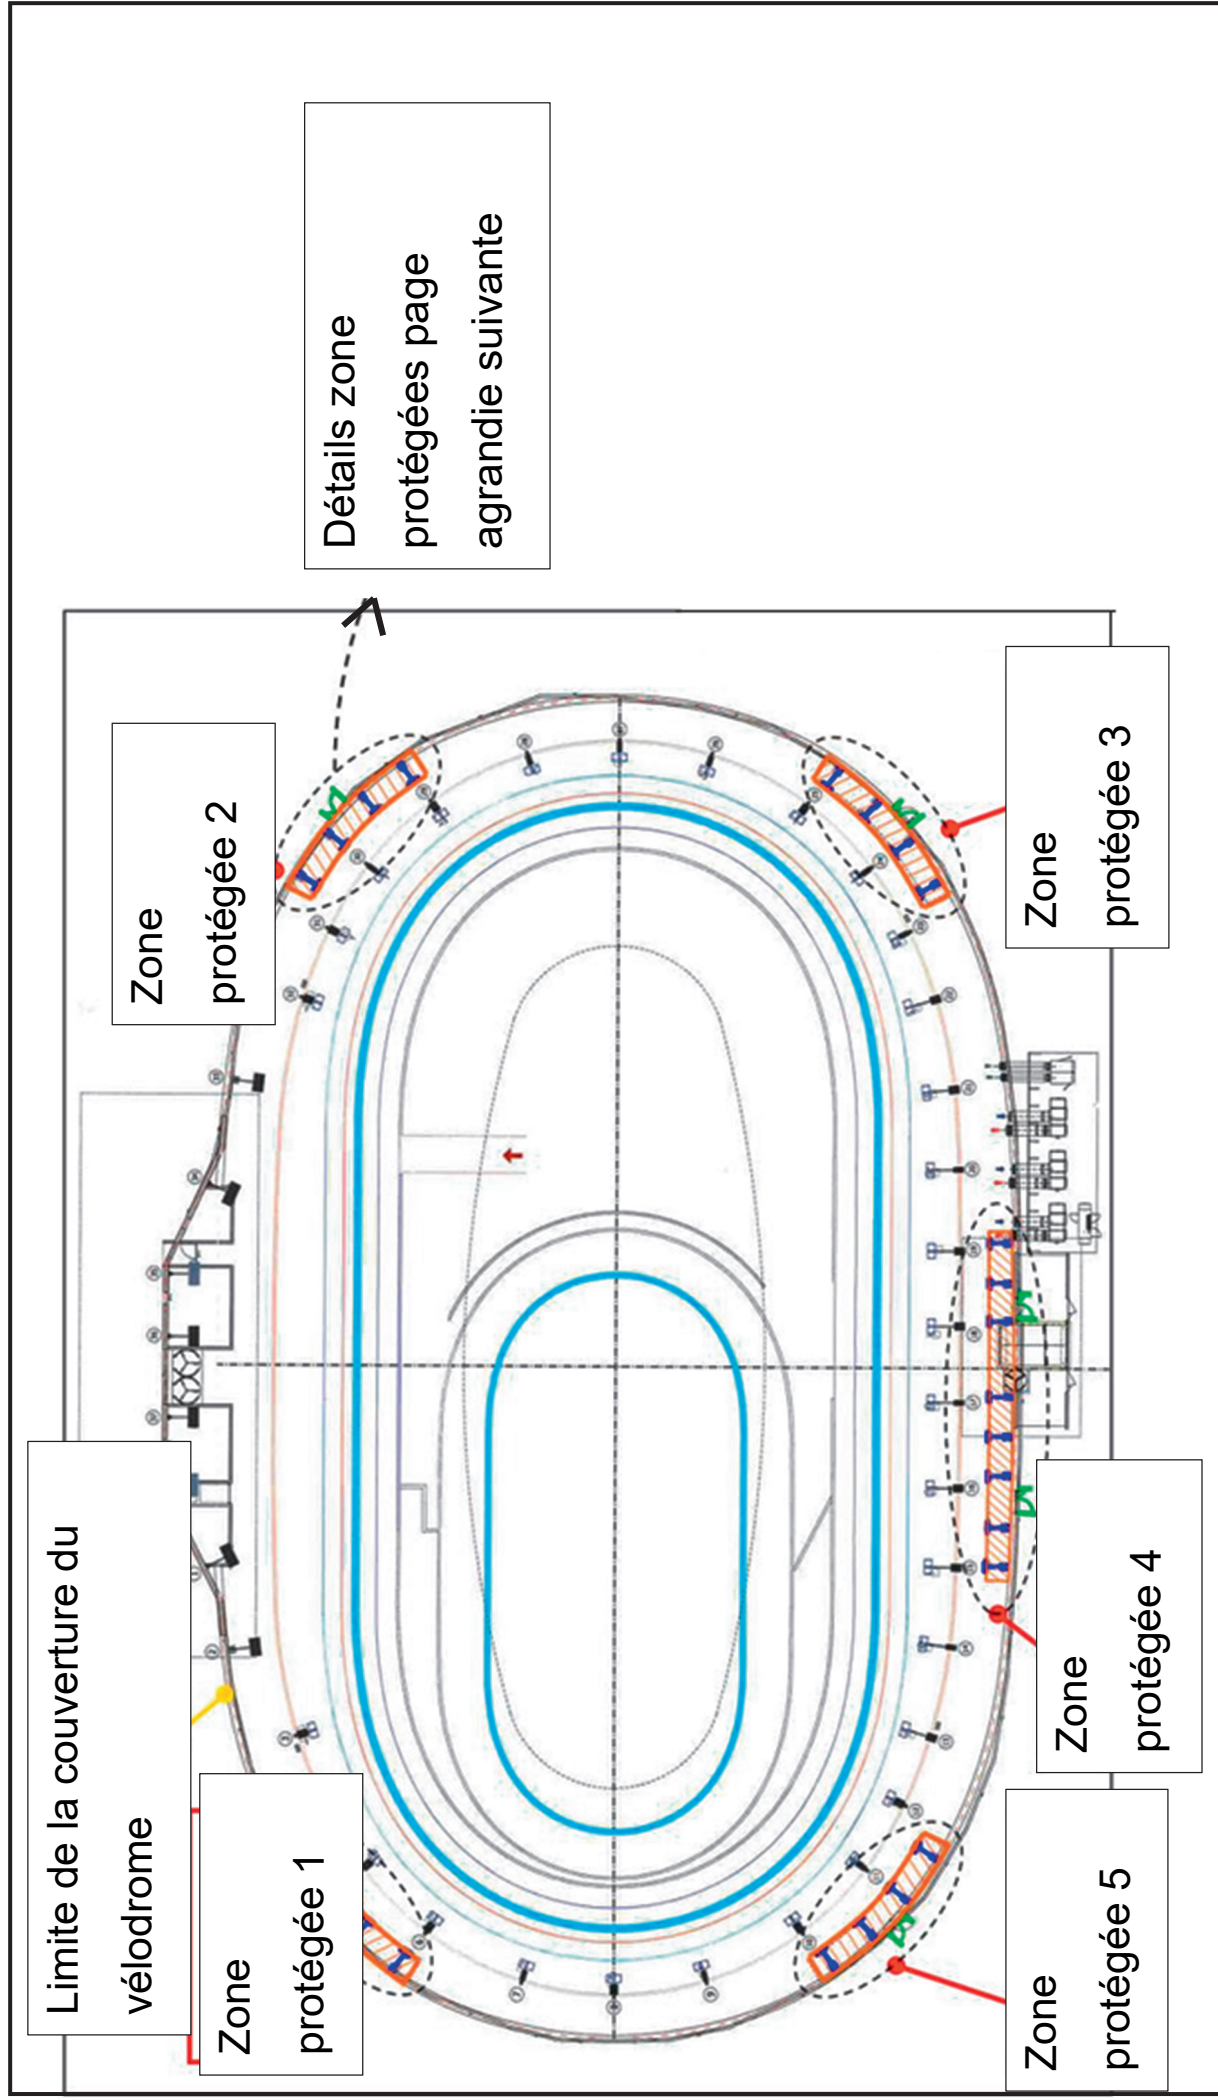 Limite de la couverture du
vélodrome
Zone
protégée 1
Zone
protégée 2
Détails zone
protégées page
agrandie suivante
Zone
protégée 3
Zone
protégée 4
Zone
protégée 5